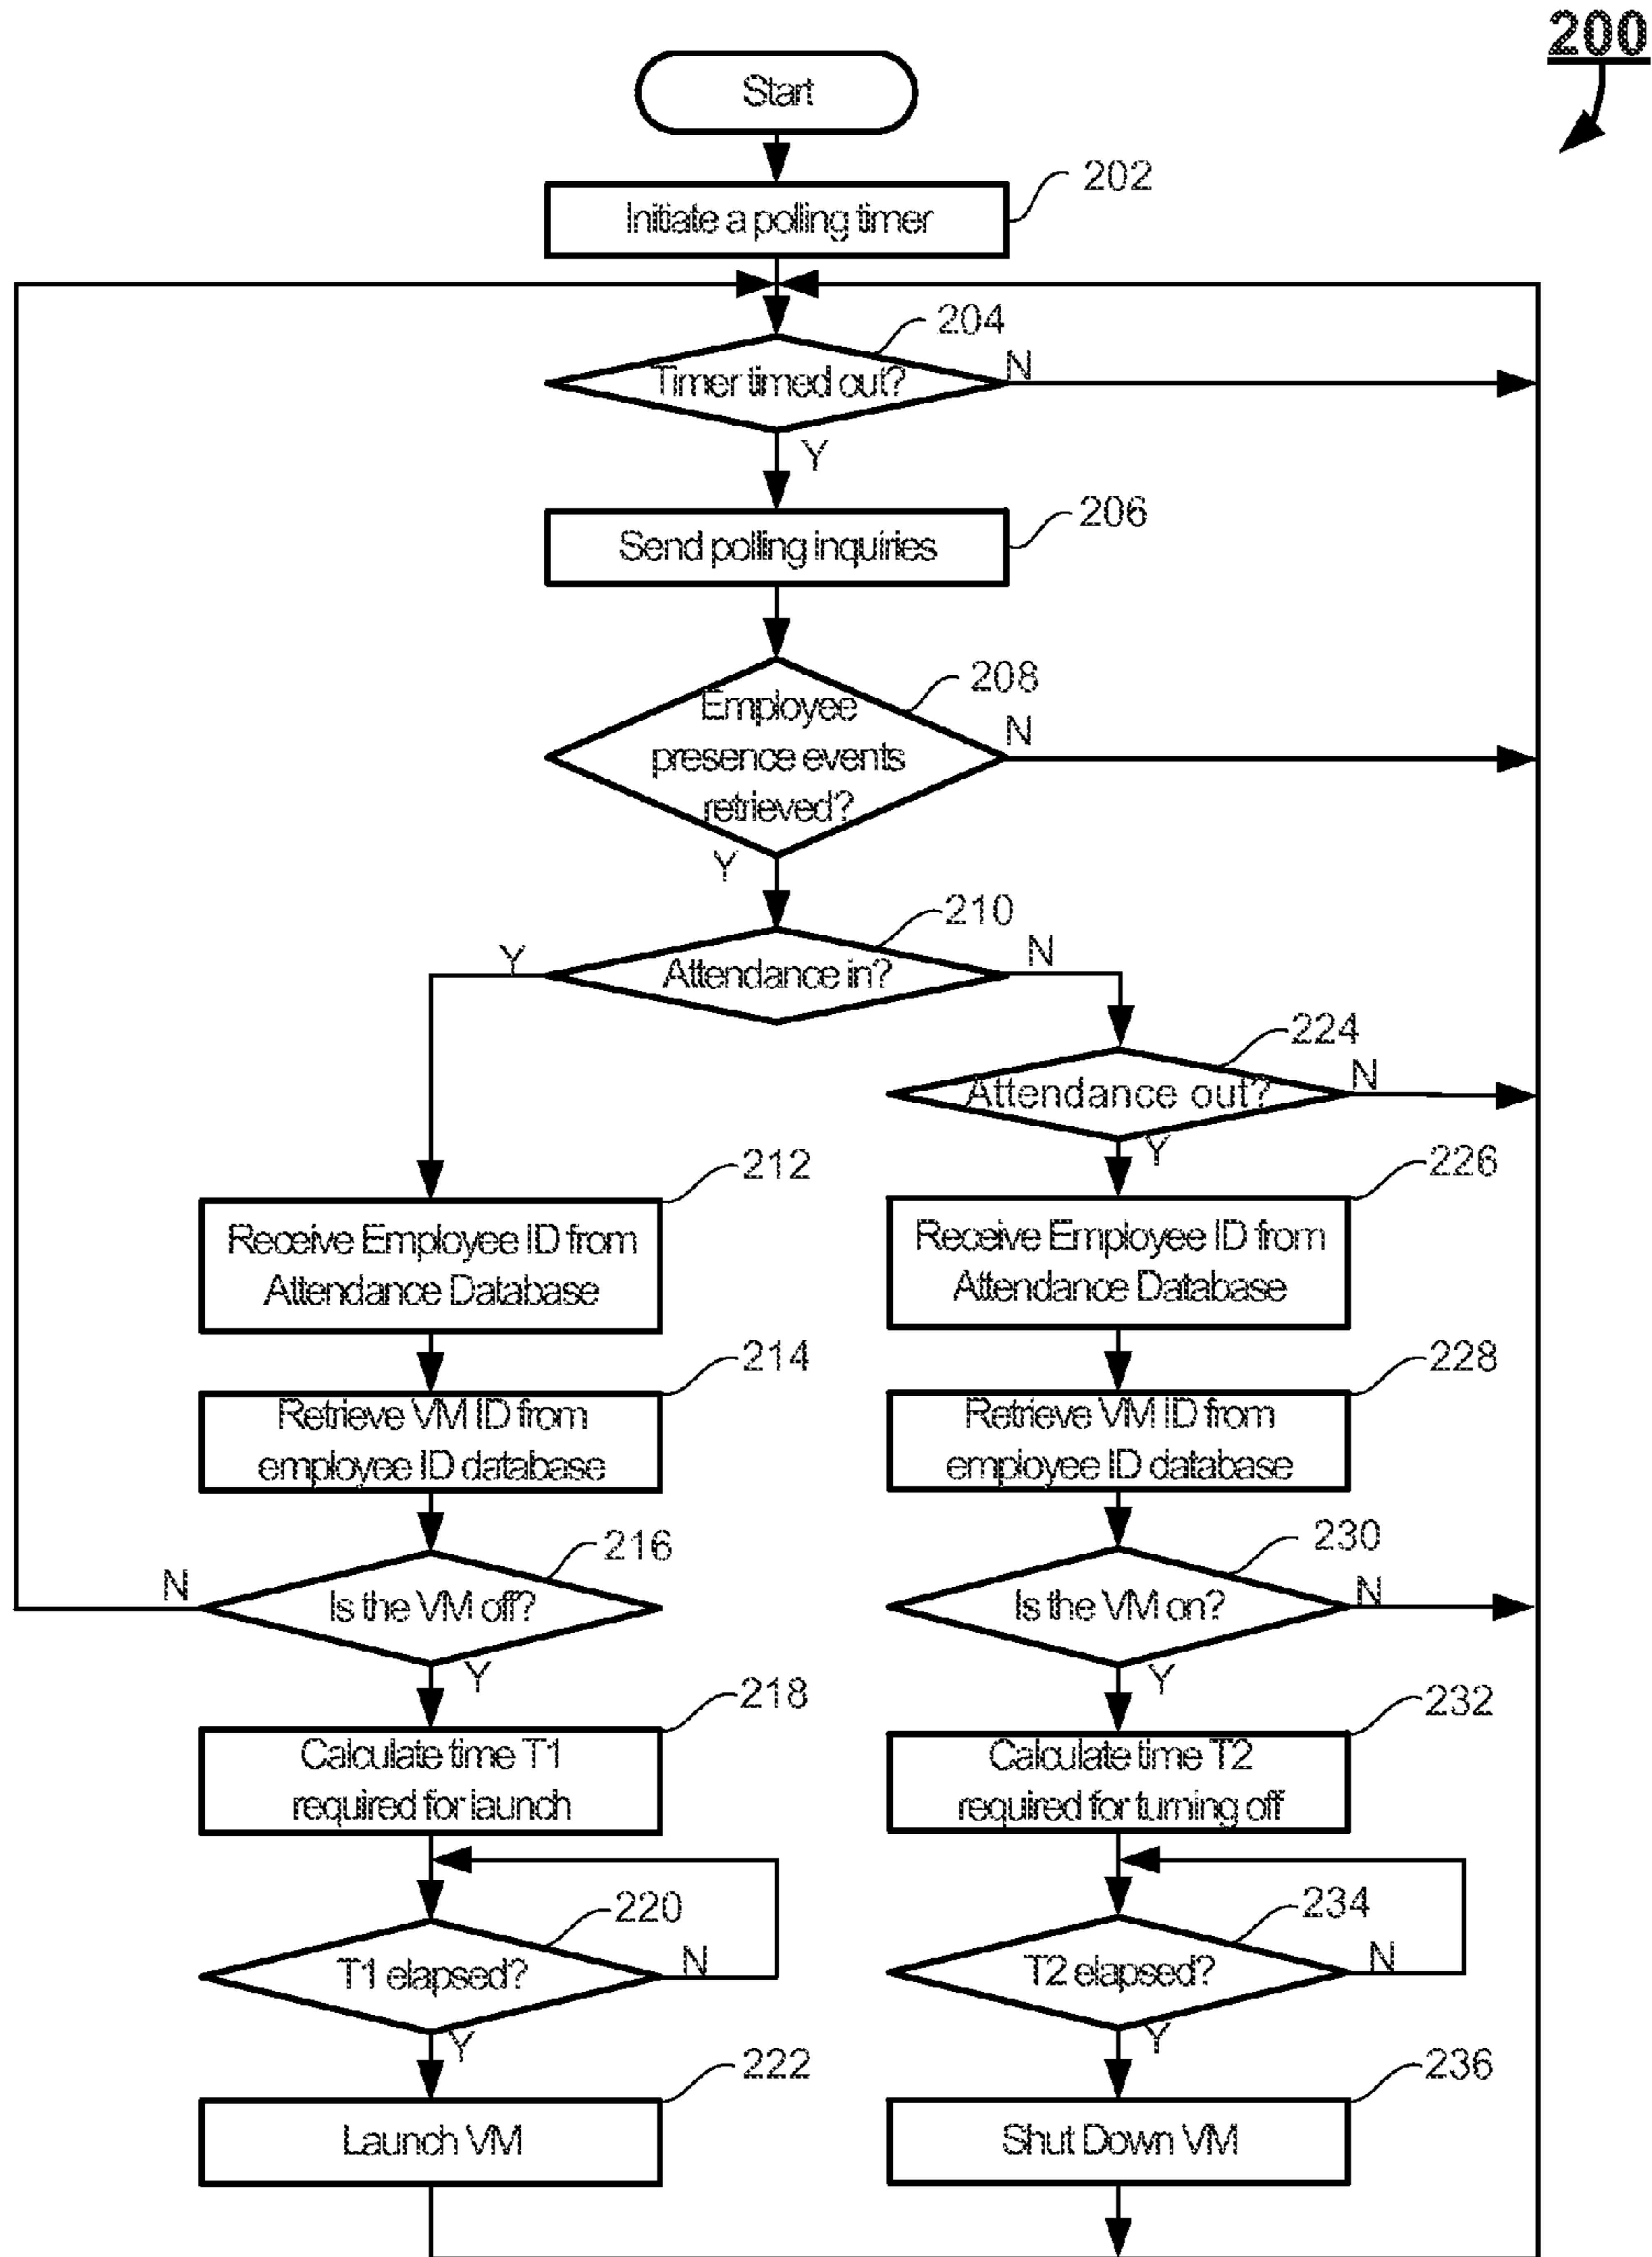 200
Start
202
Initiate a polling timer
204
Timer timed out?
N
Y
206
Send polling inquiries
208
Employee
presence events
retrieved?
N
Y
210
Attendance in?
Y
N
224
Attendance out?
N
Y
212
Receive Employee ID from
Attendance Database
226
Receive Employee ID from
Attendance Database
214
Retrieve VM ID from
employee ID database
228
Retrieve VM ID from
employee ID database
216
Is the VM off?
N
Y
230
Is the VM on?
N
Y
218
Calculate time T1
required for launch
232
Calculate time T2
required for turning off
220
T1 elapsed?
N
Y
234
T2 elapsed?
N
Y
222
Launch VM
236
Shut Down VM